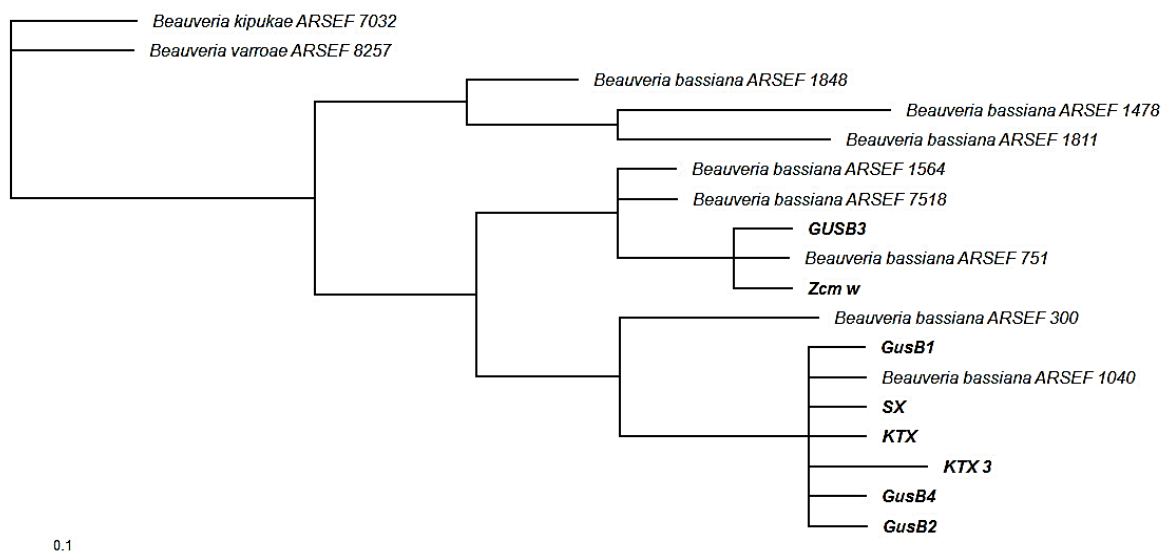 Beauveria kipukae ARSEF 7032
Beauveria varroae ARSEF 8257
Beauveria bassiana ARSEF 1848
Beauveria bassiana ARSEF 1478
Beauveria bassiana ARSEF 1811
Beauveria bassiana ARSEF 1564
Beauveria bassiana ARSEF 7518
GUSB3
Beauveria bassiana ARSEF 751
Zcm w
Beauveria bassiana ARSEF 300
GusB1
Beauveria bassiana ARSEF 1040
SX
KTX
KTX 3
GusB4
GusB2
0.1